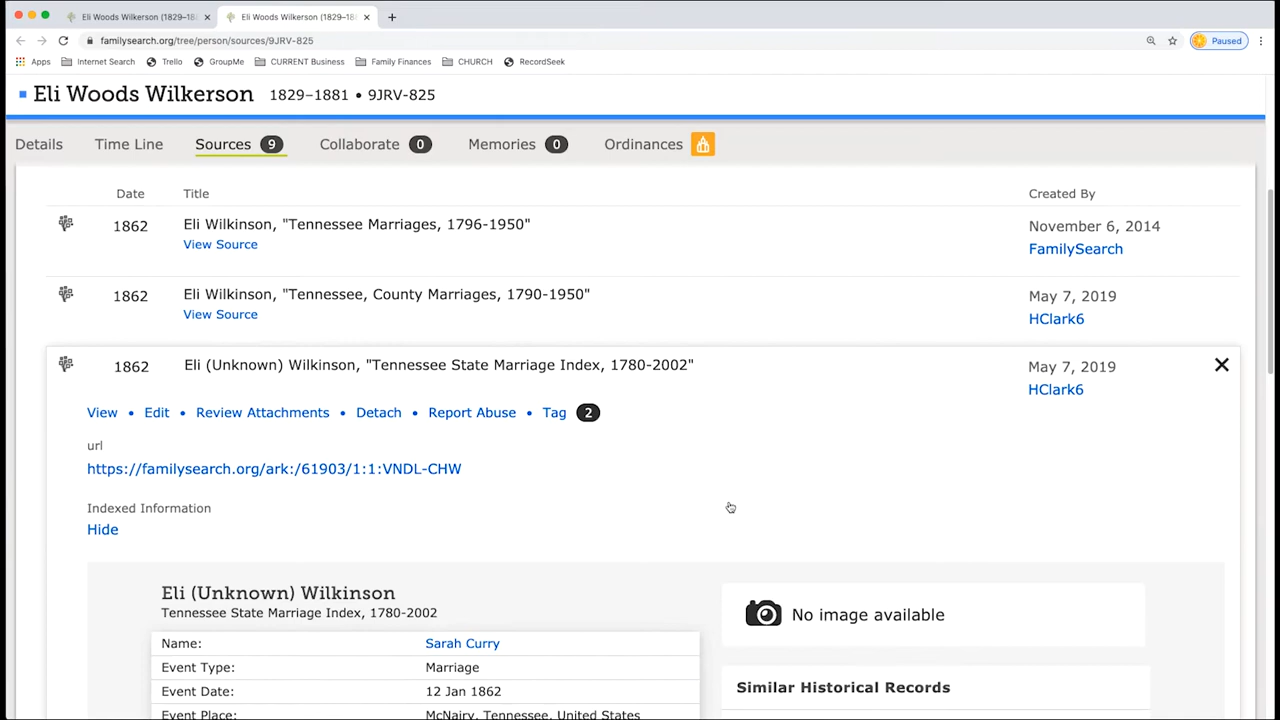 Eli Woods Wilkerson (1829–18
Eli Woods Wilkerson (1829–18
familysearch.org/tree/person/sources/9JRV-825
Paused
Apps Internet Search Trello GroupMe CURRENT Business Family Finances CHURCH RecordSeek
Eli Woods Wilkerson 1829–1881 • 9JRV-825
Details Time Line Sources 9 Collaborate 0 Memories 0 Ordinances
Date Title Created By
1862 Eli Wilkinson, "Tennessee Marriages, 1796-1950" November 6, 2014
View Source FamilySearch
1862 Eli Wilkinson, "Tennessee, County Marriages, 1790-1950" May 7, 2019
View Source HClark6
1862 Eli (Unknown) Wilkinson, "Tennessee State Marriage Index, 1780-2002" May 7, 2019
HClark6
View • Edit • Review Attachments • Detach • Report Abuse • Tag 2
url
https://familysearch.org/ark:/61903/1:1:VNDL-CHW
Indexed Information
Hide
Eli (Unknown) Wilkinson
Tennessee State Marriage Index, 1780-2002
No image available
Name: Sarah Curry
Event Type: Marriage
Similar Historical Records
Event Date: 12 Jan 1862
Event Place: McNairy, Tennessee, United States